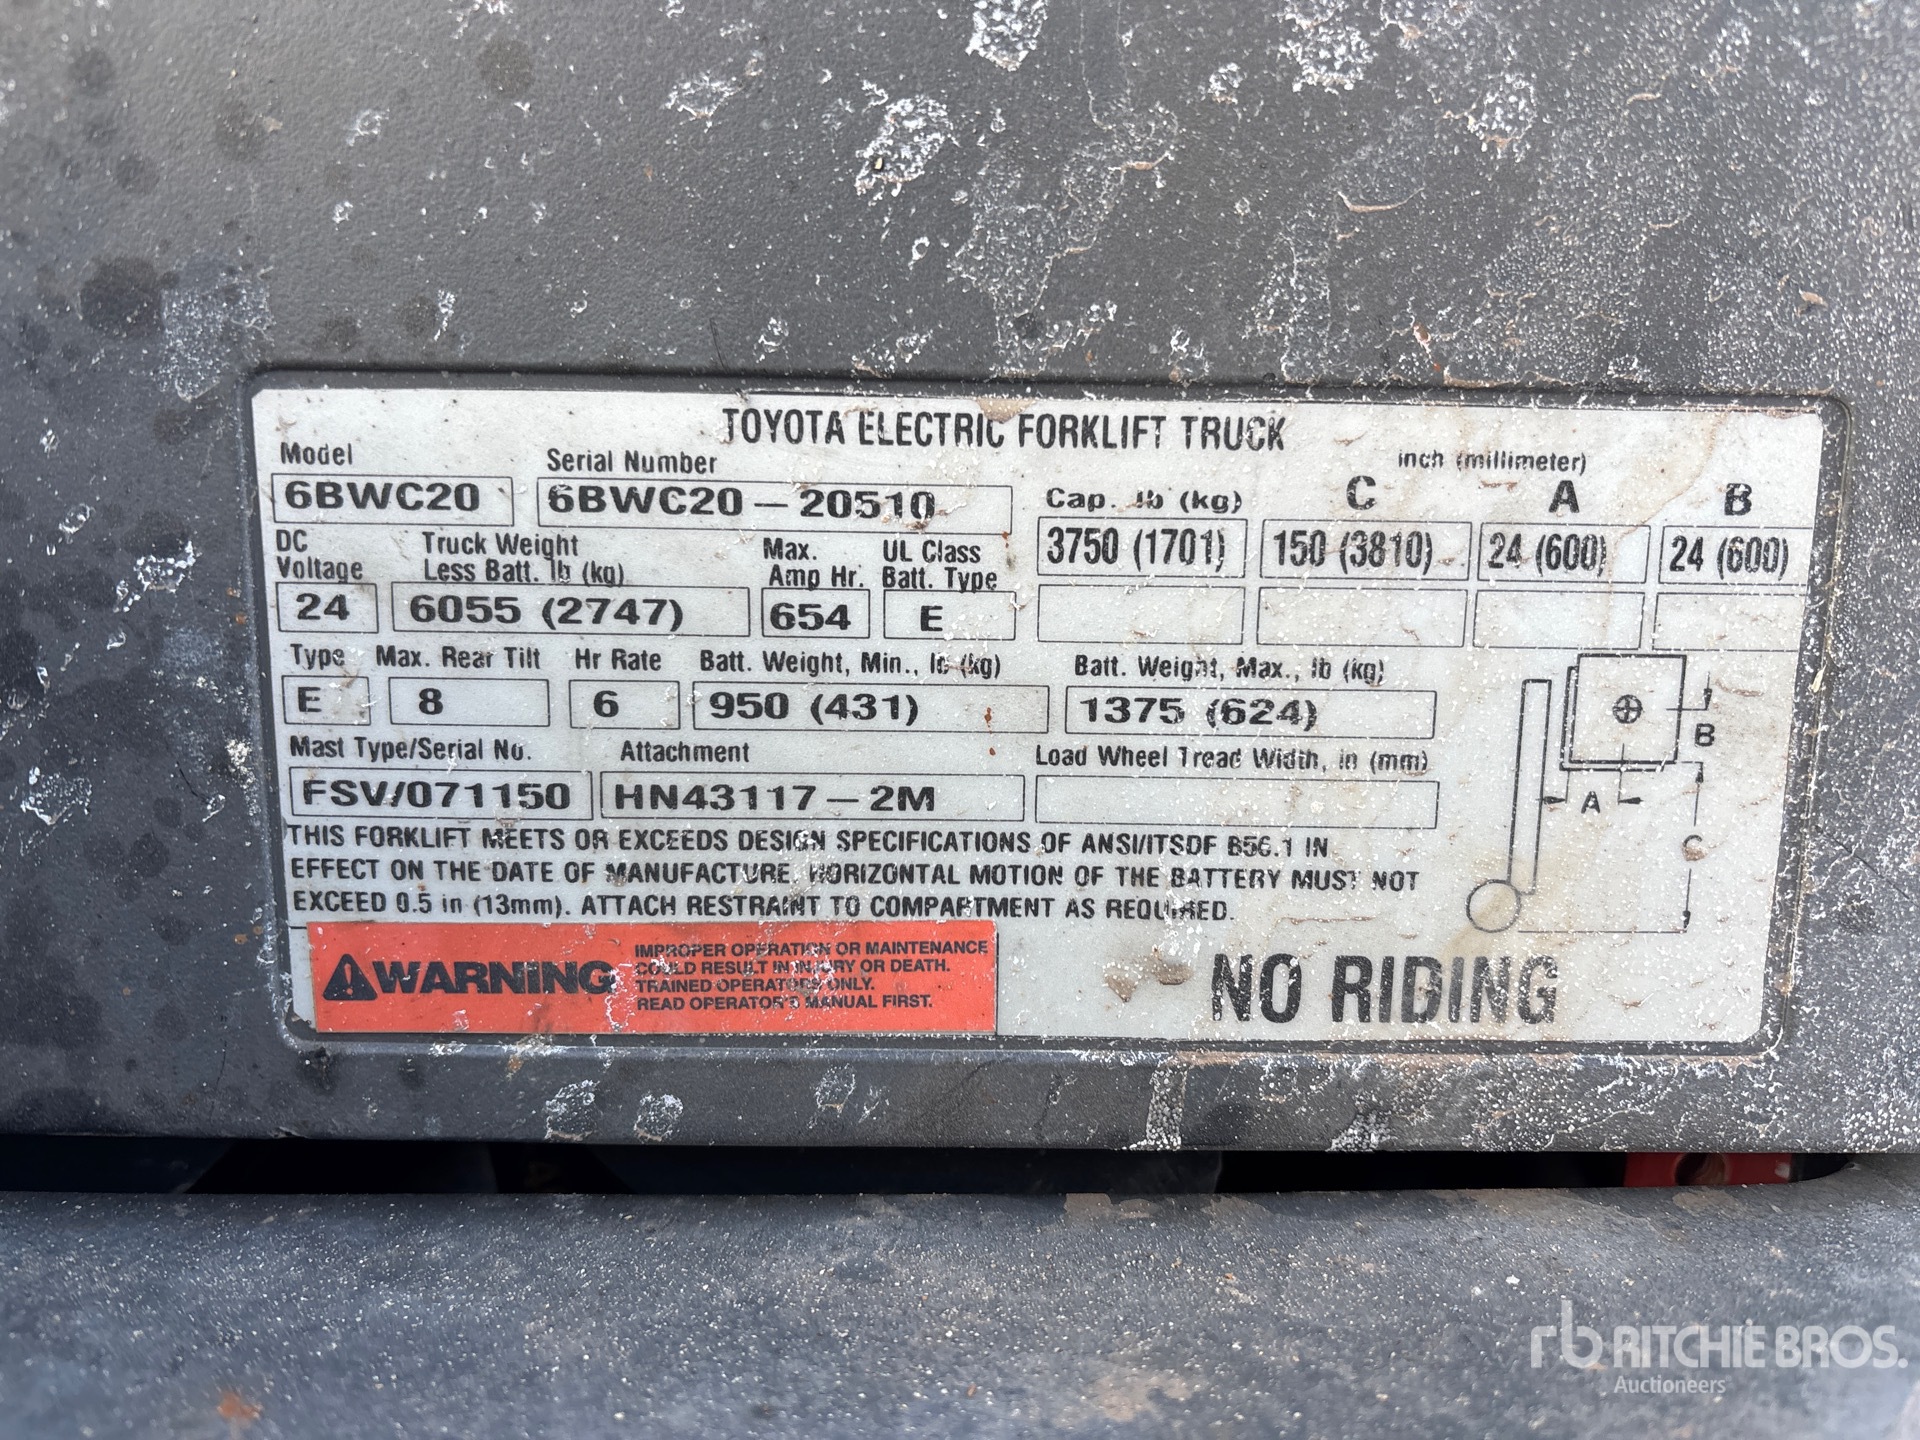 TOYOTA ELECTRIC FORKLIFT TRUCK
Model
Serial Number
inch (millimeter)
6BWC20
6BWC20-20510
Cap. lb (kg)
C
A
B
3750 (1701)
150 (3810)
24 (600)
24 (600)
DC
Voltage
Truck Weight
Less Batt. lb (kg)
Max.
Amp Hr.
UL Class
Batt. Type
24
6055 (2747)
654
E
Type
Max. Rear Tilt
Hr Rate
Batt. Weight, Min., lb (kg)
Batt. Weight, Max., lb (kg)
E
8
6
950 (431)
1375 (624)
Mast Type/Serial No.
Attachment
Load Wheel Tread Width, in (mm)
FSV/071150
HN43117-2M
B
A
C
THIS FORKLIFT MEETS OR EXCEEDS DESIGN SPECIFICATIONS OF ANSI/ITSDF B56.1 IN
EFFECT ON THE DATE OF MANUFACTURE. HORIZONTAL MOTION OF THE BATTERY MUST NOT
EXCEED 0.5 in (13mm). ATTACH RESTRAINT TO COMPARTMENT AS REQUIRED.
WARNING
IMPROPER OPERATION OR MAINTENANCE
COULD RESULT IN INJURY OR DEATH.
TRAINED OPERATORS ONLY.
READ OPERATOR'S MANUAL FIRST.
NO RIDING
rb RITCHIE BROS.
Auctioneers